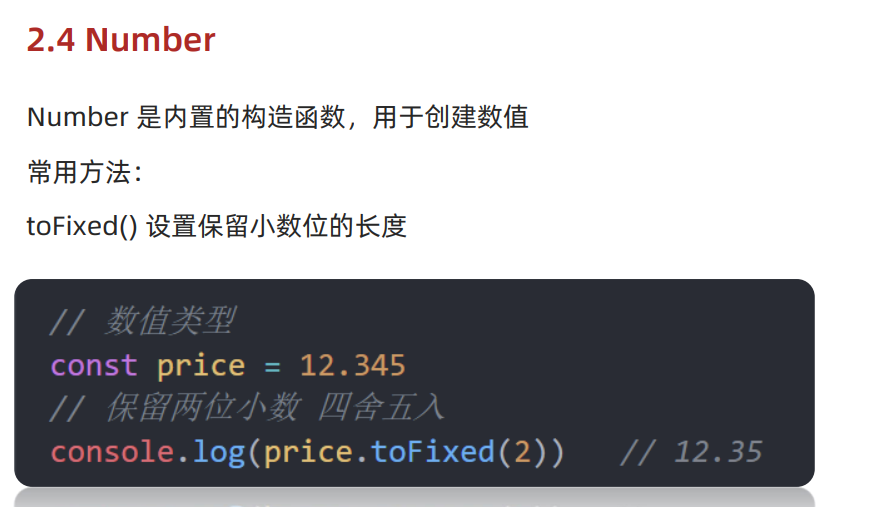 2.4 Number
Number 是内置的构造函数，用于创建数值
常用方法：
toFixed() 设置保留小数位的长度
// 数值类型
const price = 12.345
// 保留两位小数 四舍五入
console.log(price.toFixed(2)) // 12.35